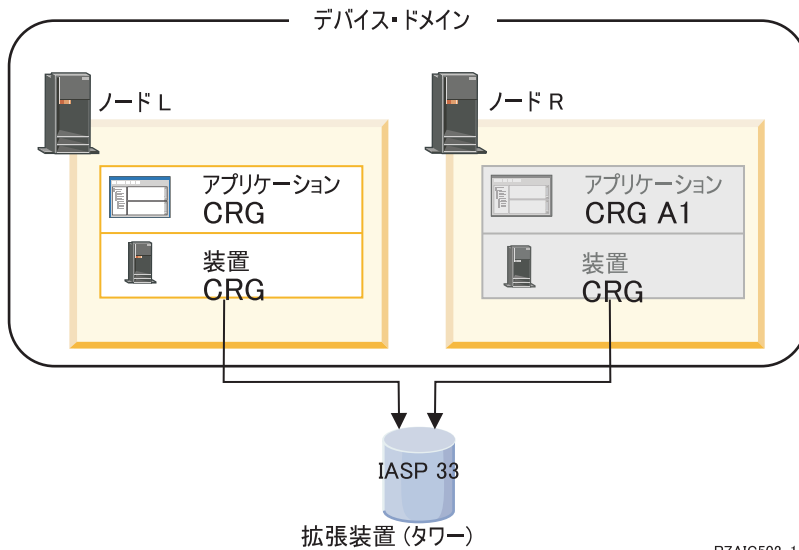 デバイス・ドメイン
ノード L
ノード R
アプリケーション
CRG
装置
CRG
アプリケーション
CRG A1
装置
CRG
IASP 33
拡張装置 (タワー)